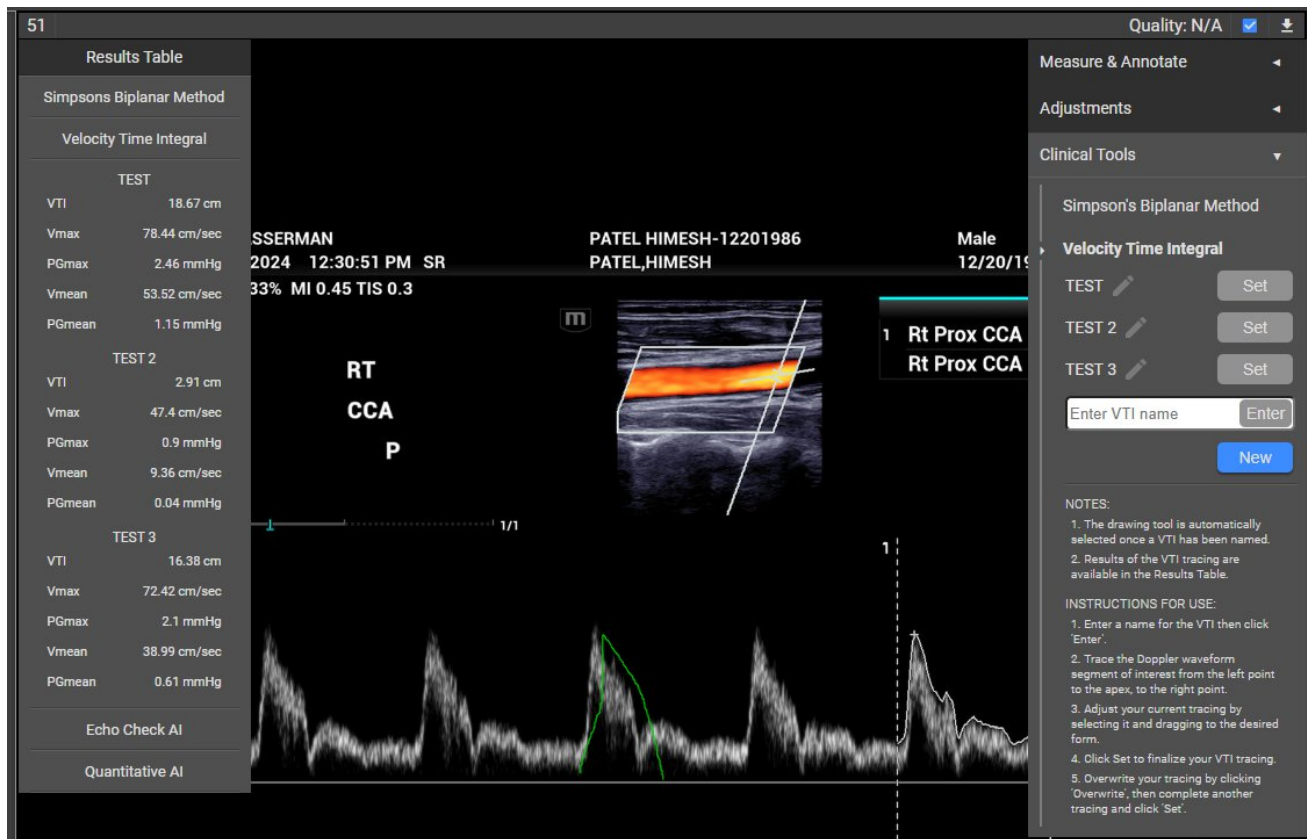 51
Quality: N/A
Results Table
Simpsons Biplanar Method
Velocity Time Integral
TEST
VTI 18.67 cm
Vmax 78.44 cm/sec
PGmax 2.46 mmHg
Vmean 53.52 cm/sec
PGmean 1.15 mmHg
TEST 2
VTI 2.91 cm
Vmax 47.4 cm/sec
PGmax 0.9 mmHg
Vmean 9.36 cm/sec
PGmean 0.04 mmHg
TEST 3
VTI 16.38 cm
Vmax 72.42 cm/sec
PGmax 2.1 mmHg
Vmean 38.99 cm/sec
PGmean 0.61 mmHg
Echo Check AI
Quantitative AI
SSERMAN PATEL HIMESH-12201986 Male
2024 12:30:51 PM SR PATEL,HIMESH 12/20/19
33% MI 0.45 TIS 0.3
m
RT
CCA
P
1 Rt Prox CCA
Rt Prox CCA
1/1
1
Measure & Annotate
Adjustments
Clinical Tools
Simpson's Biplanar Method
Velocity Time Integral
TEST Set
TEST 2 Set
TEST 3 Set
Enter VTI name Enter
New
NOTES:
1. The drawing tool is automatically
selected once a VTI has been named.
2. Results of the VTI tracing are
available in the Results Table.
INSTRUCTIONS FOR USE:
1. Enter a name for the VTI then click
'Enter'.
2. Trace the Doppler waveform
segment of interest from the left point
to the apex, to the right point.
3. Adjust your current tracing by
selecting it and dragging to the desired
form.
4. Click Set to finalize your VTI tracing.
5. Overwrite your tracing by clicking
'Overwrite', then complete another
tracing and click 'Set'.